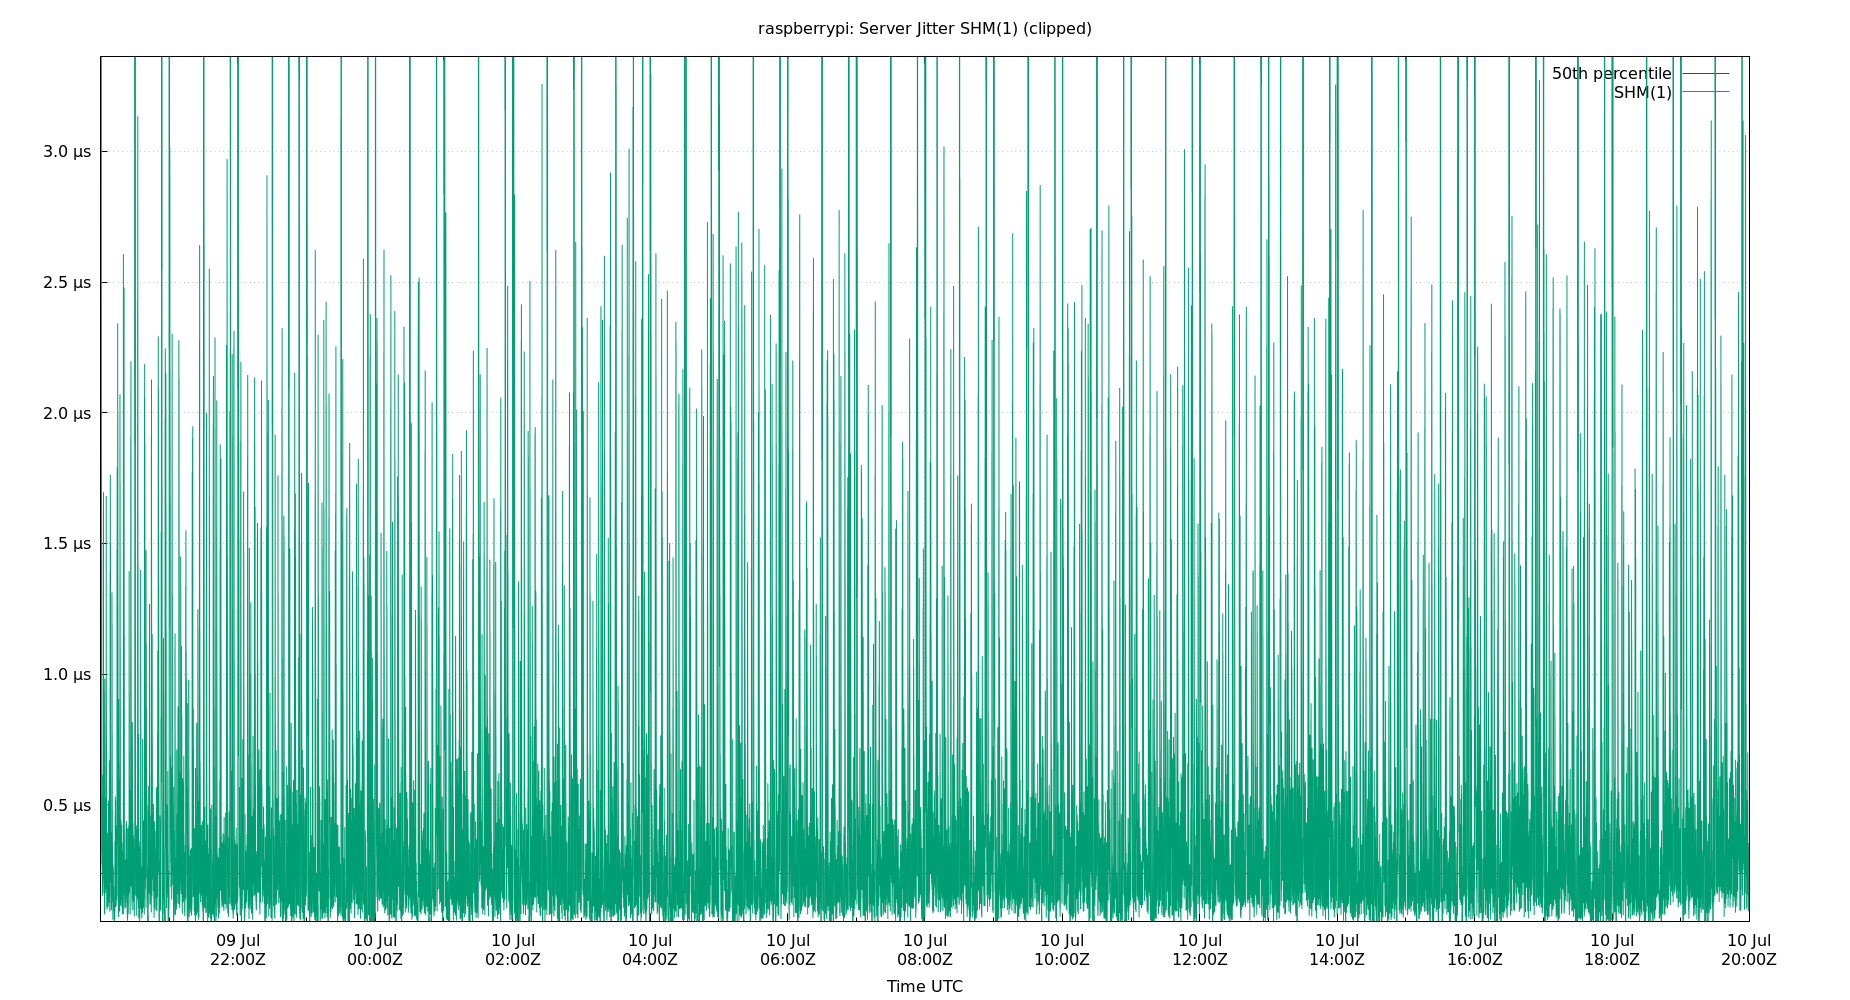 raspberrypi: Server Jitter SHM(1) (clipped)
50th percentile
SHM(1)
3.0 µs
2.5 µs
2.0 µs
1.5 µs
1.0 µs
0.5 µs
09 Jul 10 Jul 10 Jul 10 Jul 10 Jul 10 Jul 10 Jul 10 Jul 10 Jul 10 Jul 10 Jul 10 Jul
22:00Z 00:00Z 02:00Z 04:00Z 06:00Z 08:00Z 10:00Z 12:00Z 14:00Z 16:00Z 18:00Z 20:00Z
Time UTC